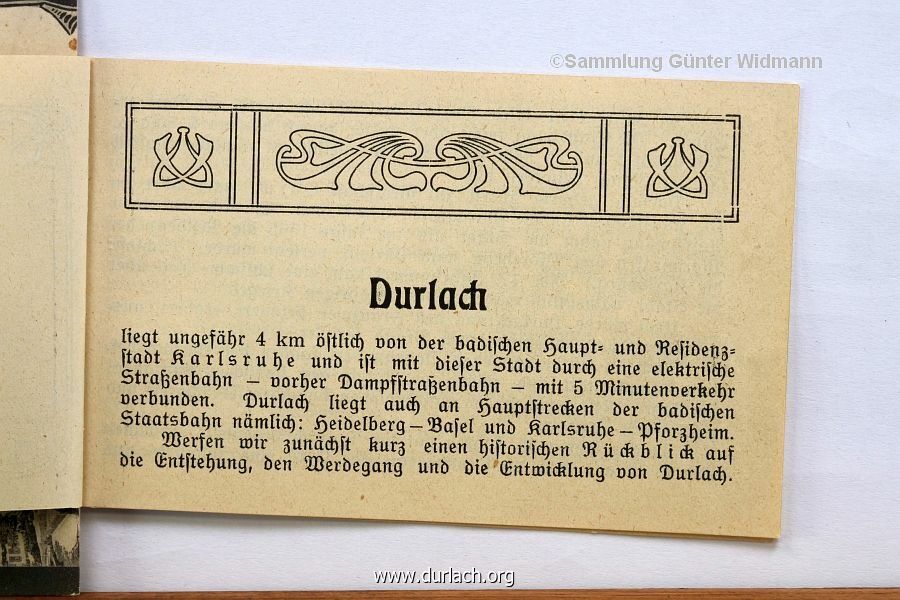 ©Sammlung Günter Widmann
Durlach
liegt ungefähr 4 km östlich von der badischen Haupt- und Residenz-
stadt Karlsruhe und ist mit dieser Stadt durch eine elektrische
Straßenbahn — vorher Dampfstraßenbahn — mit 5 Minutenverkehr
verbunden. Durlach liegt auch an Hauptstrecken der badischen
Staatsbahn nämlich: Heidelberg—Basel und Karlsruhe—Pforzheim.
Werfen wir zunächst kurz einen historischen Rückblick auf
die Entstehung, den Werdegang und die Entwicklung von Durlach.
www.durlach.org